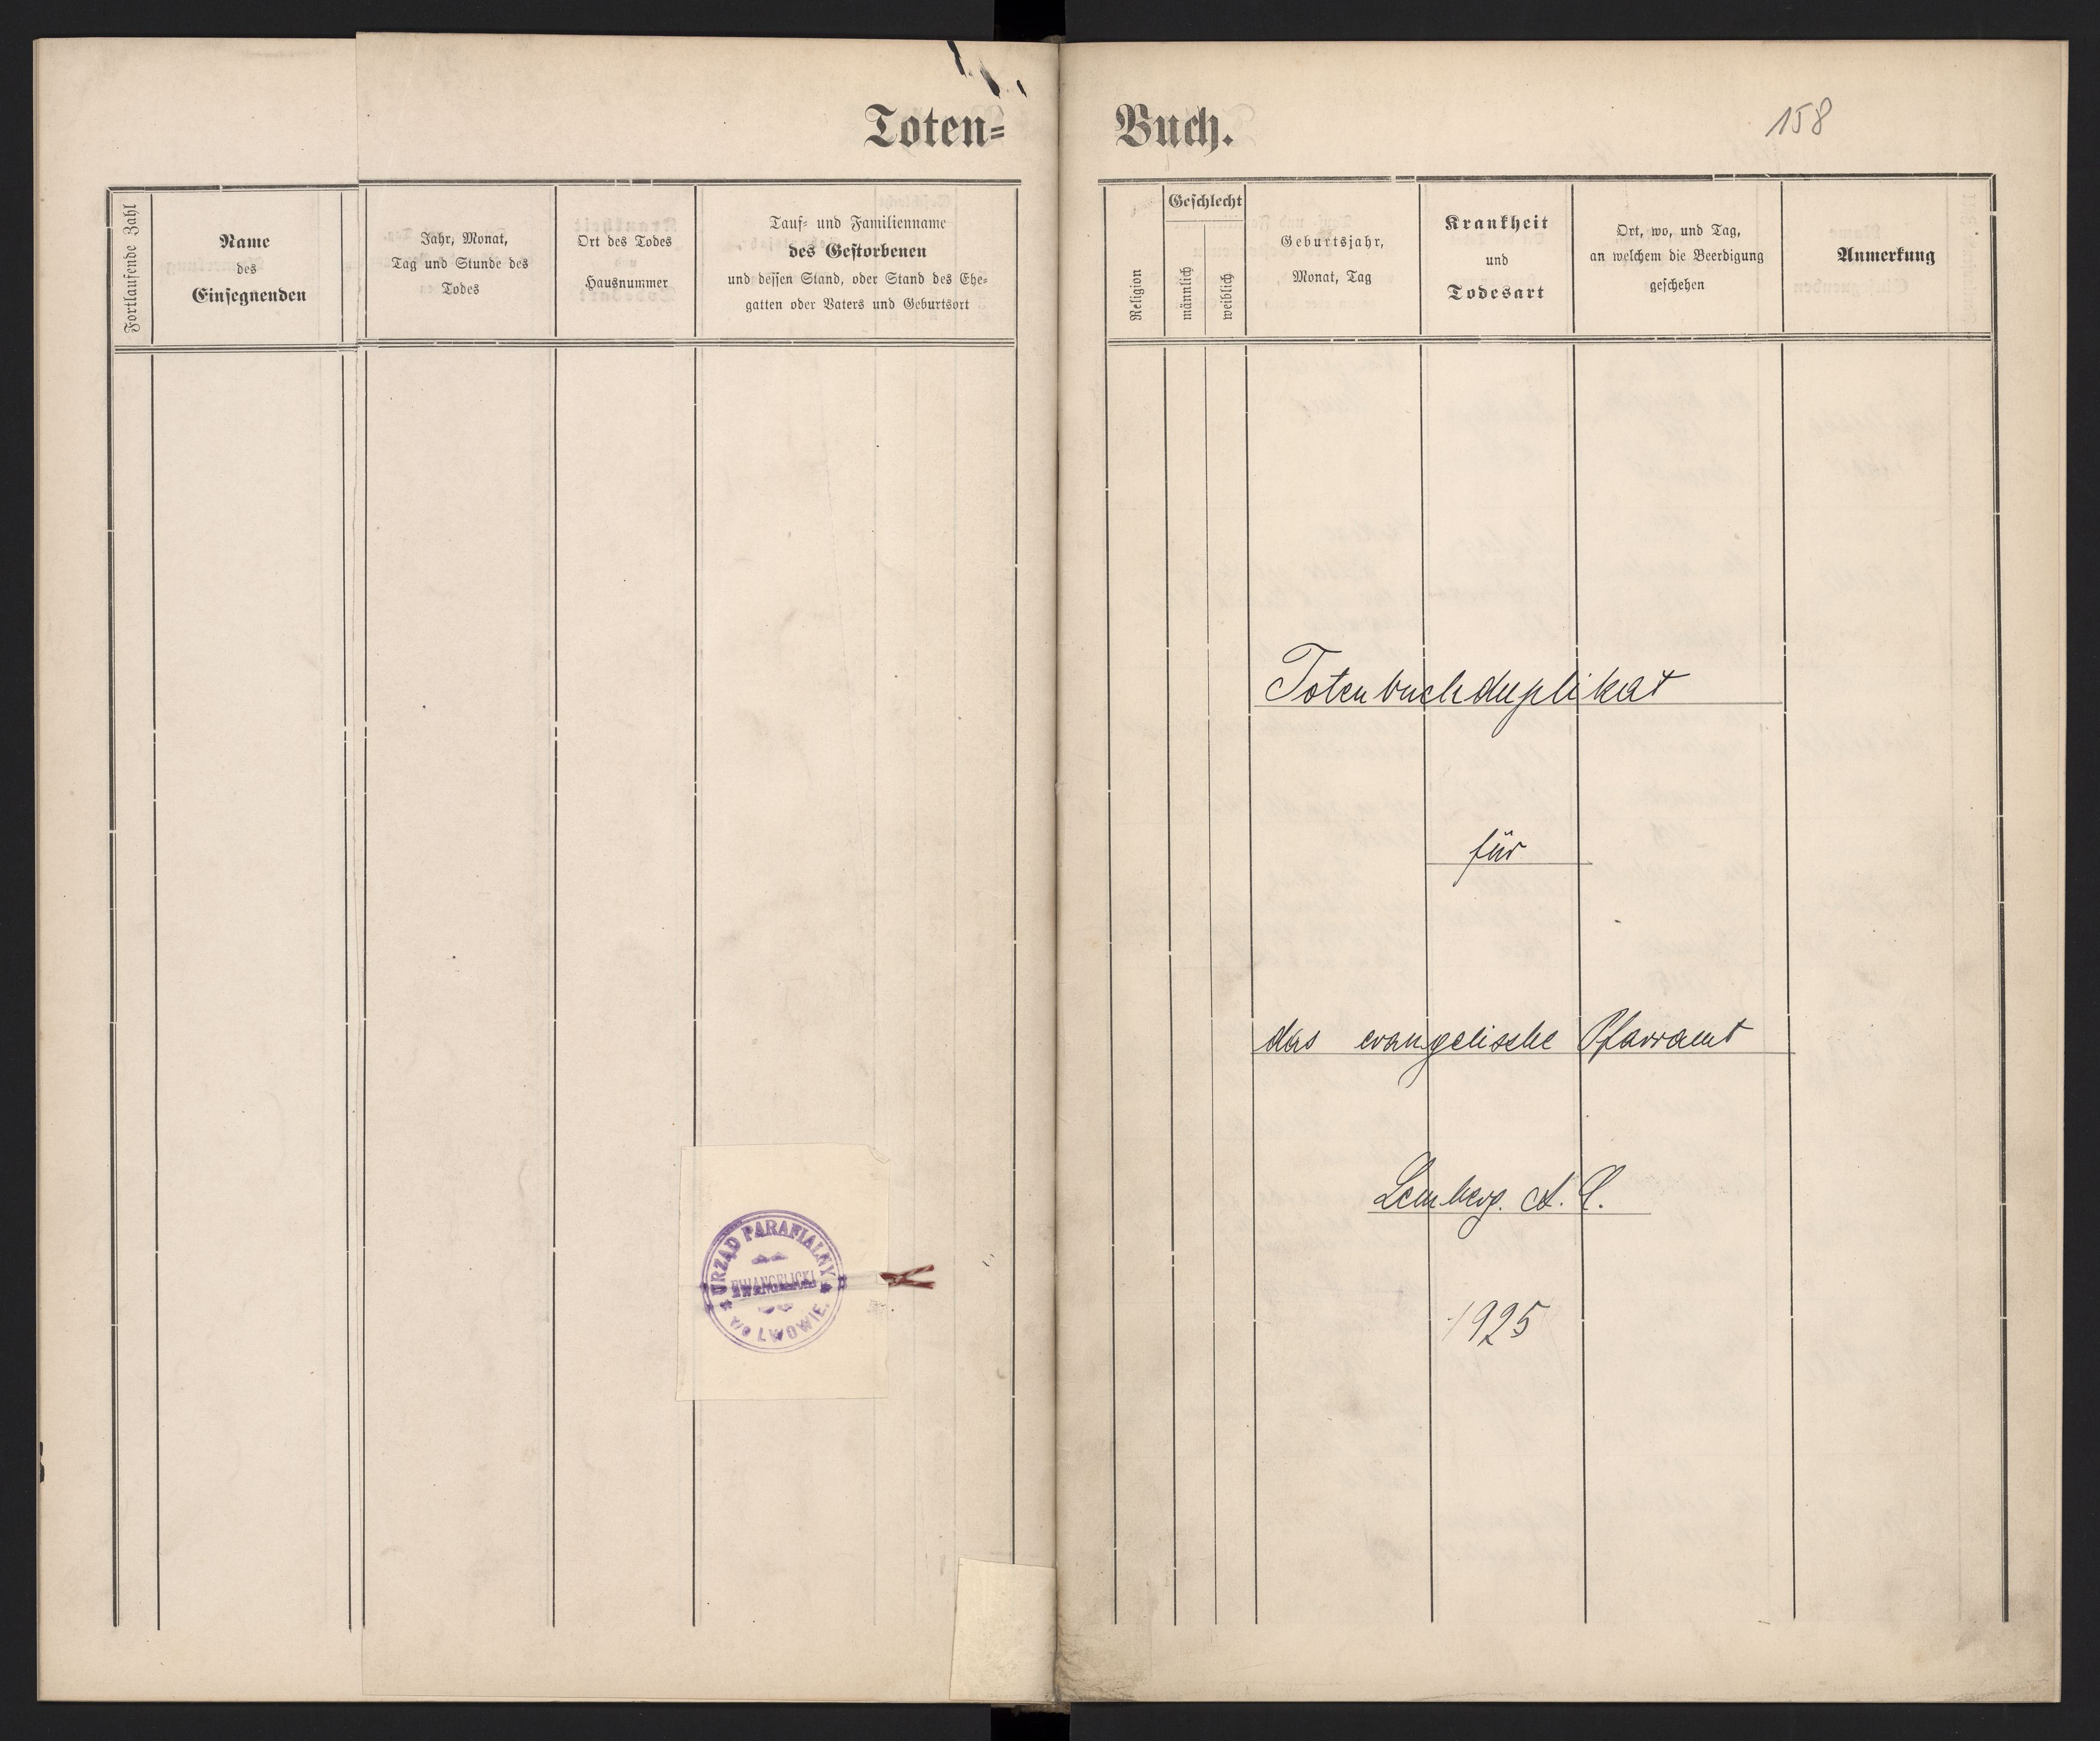 Toten=
Fortlaufende Zahl
Name
des
Einsegnenden
Jahr, Monat,
Tag und Stunde des
Todes
Ort des Todes
Hausnummer
Tauf= und Familienname
des Gestorbenen
und dessen Stand, oder Stand des Ehe=
gatten oder Vaters und Geburtsort
URZĄD PARAFIALNY
EWANGELICKI
WE LWOWIE.
Buch.
158
Religion
Geschlecht
männlich
weiblich
Geburtsjahr,
Monat, Tag
Krankheit
und
Todesart
Ort, wo, und Tag,
an welchem die Beerdigung
geschehen
Anmerkung
Totenbuchduplikat
für
das evangelische Pfarramt
Lemberg. A. C.
1925